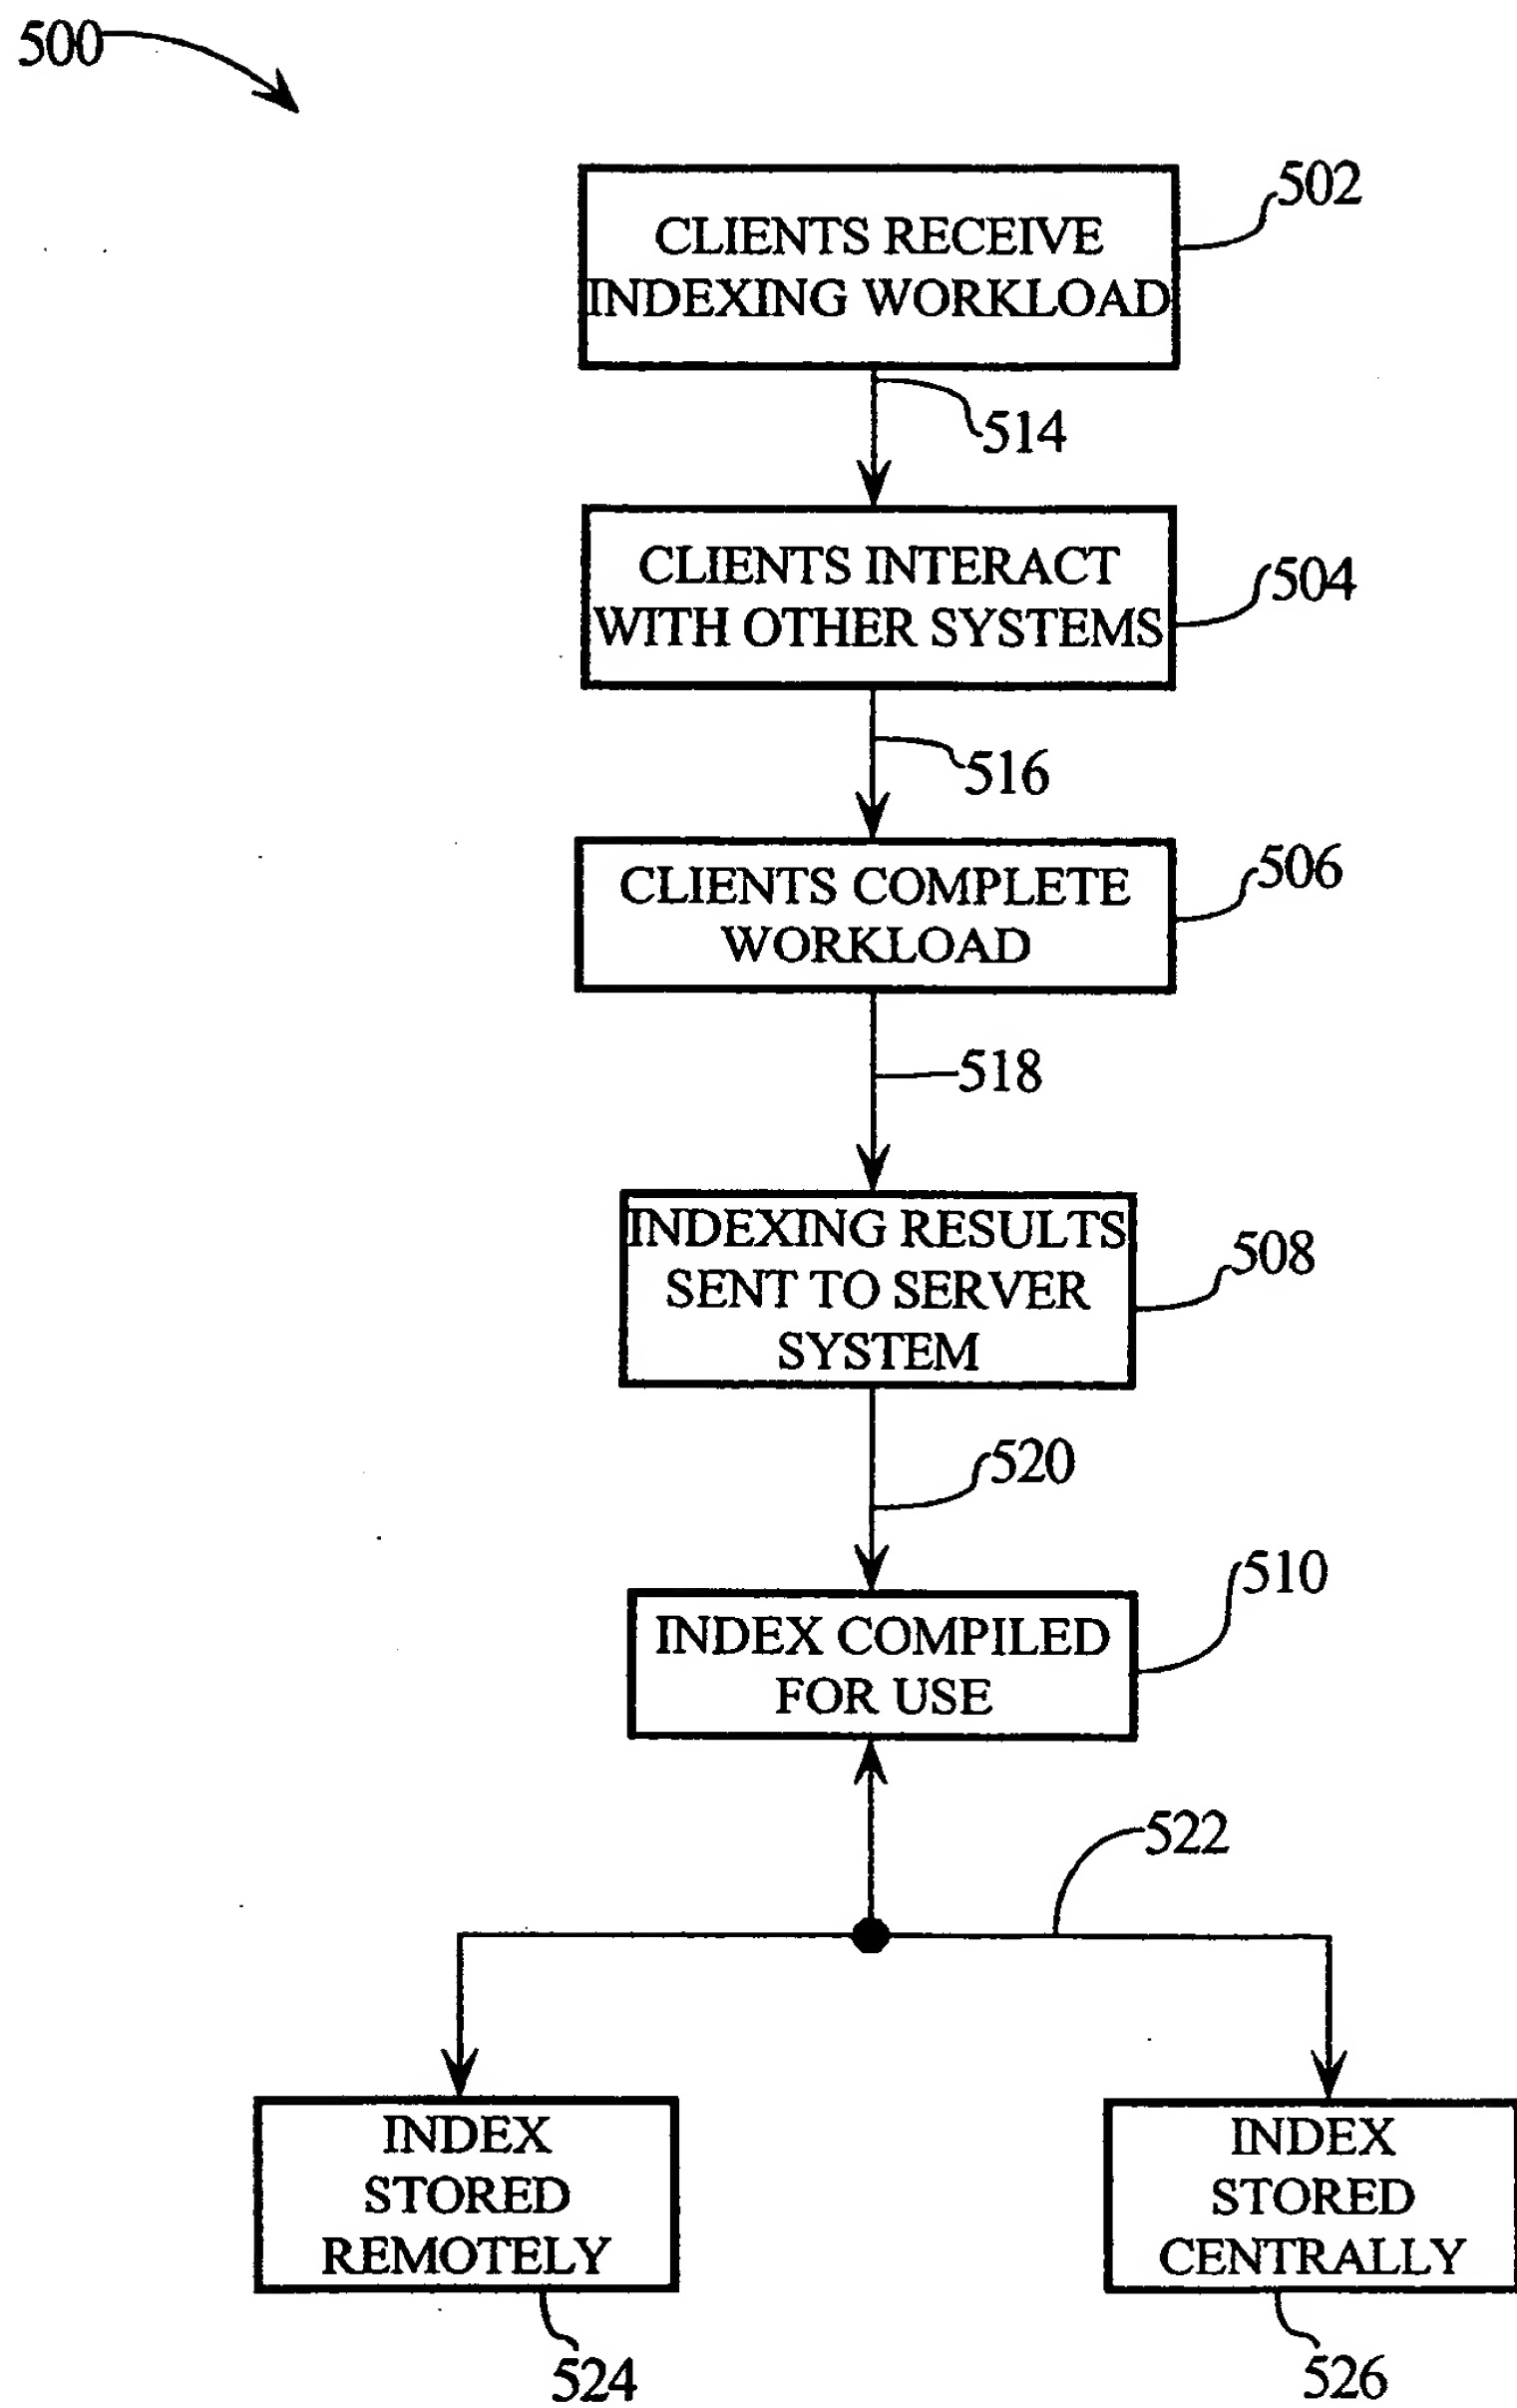 500
CLIENTS RECEIVE
INDEXING WORKLOAD
502
514
CLIENTS INTERACT
WITH OTHER SYSTEMS
504
516
CLIENTS COMPLETE
WORKLOAD
506
518
INDEXING RESULTS
SENT TO SERVER
SYSTEM
508
520
INDEX COMPILED
FOR USE
510
522
INDEX
STORED
REMOTELY
524
INDEX
STORED
CENTRALLY
526